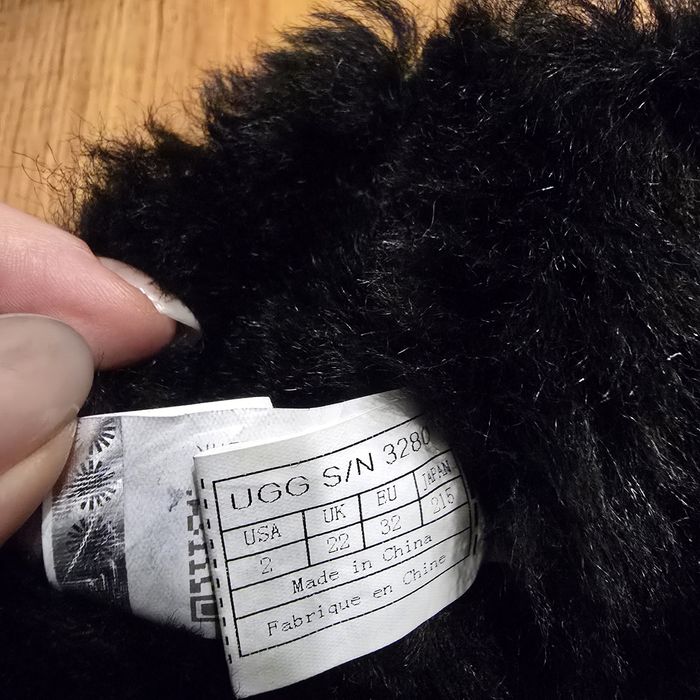 UGG S/N 3280
USA UK EU JAPAN
2 22 32 215
Made in China
Fabrique en Chine